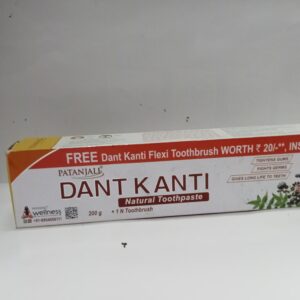 FREE Dant Kanti Flexi Toothbrush WORTH ₹ 20/-**, INS
PATANJALI
DANT KANTI
Natural Toothpaste
200 g + 1 N Toothbrush
TIGHTENS GUMS
FIGHTS GERMS
GIVES LONG LIFE TO TEETH
wellness